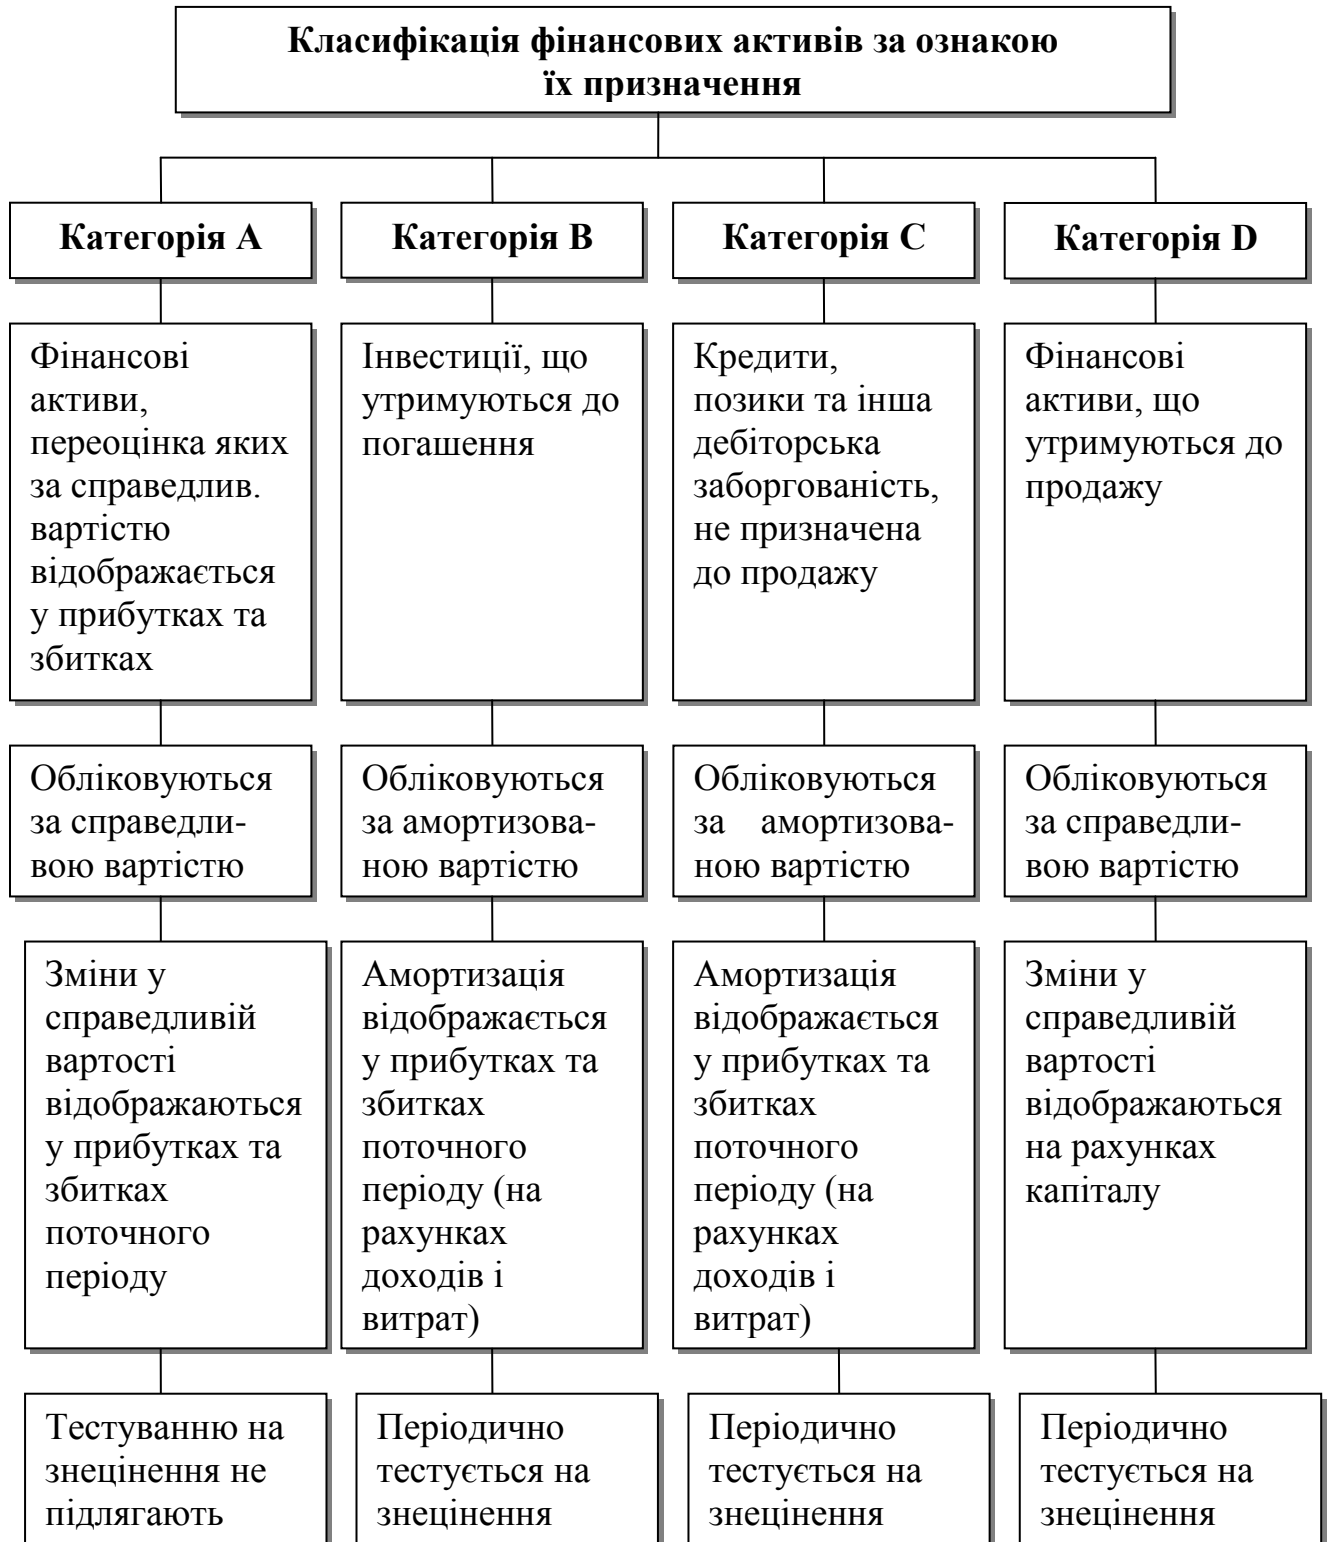 Класифікація фінансових активів за ознакою
їх призначення
Категорія А
Категорія В
Категорія С
Категорія D
Фінансові
активи,
переоцінка яких
за справедлив.
вартістю
відображається
у прибутках та
збитках
Інвестиції, що
утримуються до
погашення
Кредити,
позики та інша
дебіторська
заборгованість,
не призначена
до продажу
Фінансові
активи, що
утримуються до
продажу
Обліковуються
за справедли-
вою вартістю
Обліковуються
за амортизова-
ною вартістю
Обліковуються
за амортизова-
ною вартістю
Обліковуються
за справедли-
вою вартістю
Зміни у
справедливій
вартості
відображаються
у прибутках та
збитках
поточного
періоду
Амортизація
відображається
у прибутках та
збитках
поточного
періоду (на
рахунках
доходів і
витрат)
Амортизація
відображається
у прибутках та
збитках
поточного
періоду (на
рахунках
доходів і
витрат)
Зміни у
справедливій
вартості
відображаються
на рахунках
капіталу
Тестуванню на
знецінення не
підлягають
Періодично
тестується на
знецінення
Періодично
тестується на
знецінення
Періодично
тестується на
знецінення